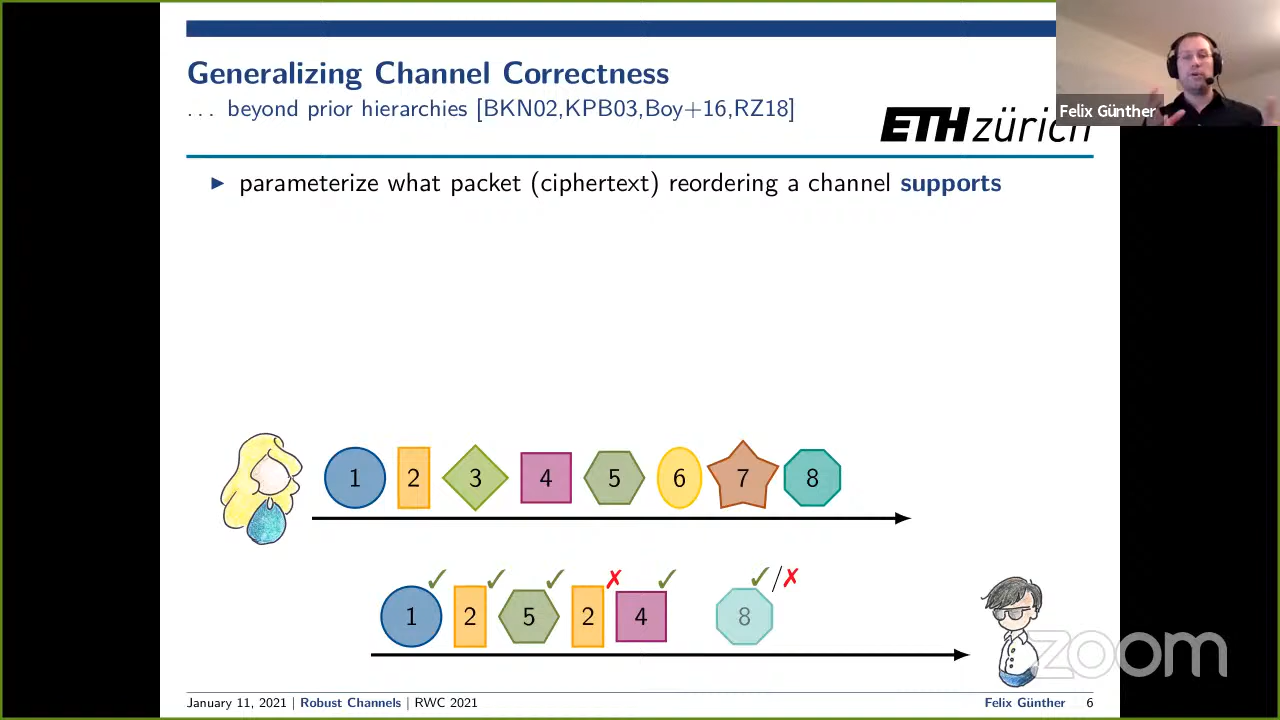 Generalizing Channel Correctness
... beyond prior hierarchies [BKN02,KPB03,Boy+16,RZ18]
ETH zürich
Felix Günther
▶ parameterize what packet (ciphertext) reordering a channel supports
1 2 3 4 5 6 7 8
✓ ✓ ✓ ✗ ✓ ✓/✗
1 2 5 2 4 8
zoom
January 11, 2021 | Robust Channels | RWC 2021
Felix Günther 6